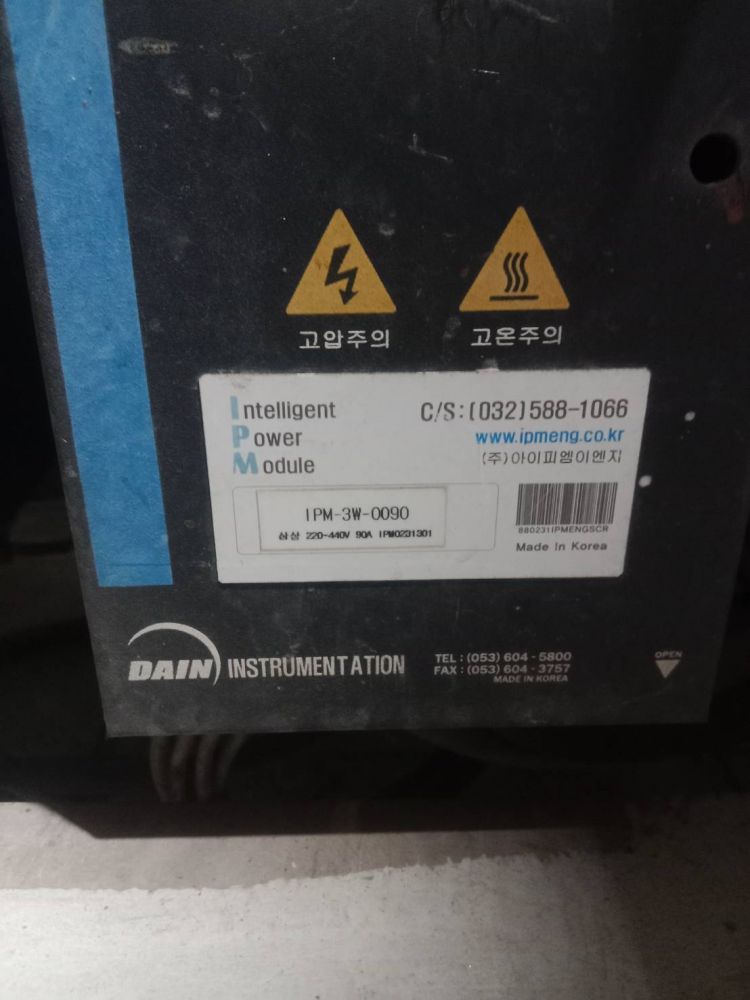 고압주의
고온주의
Intelligent
Power
Module
C/S:(032)588-1066
www.ipmeng.co.kr
(주)아이피엠이엔지
IPM-3W-0090
삼상 220-440V 90A IPM0231301
880231IPMENGSCR
Made In Korea
DAIN INSTRUMENTATION
TEL : (053) 604 - 5800
FAX : (053) 604 - 3757
MADE IN KOREA
OPEN